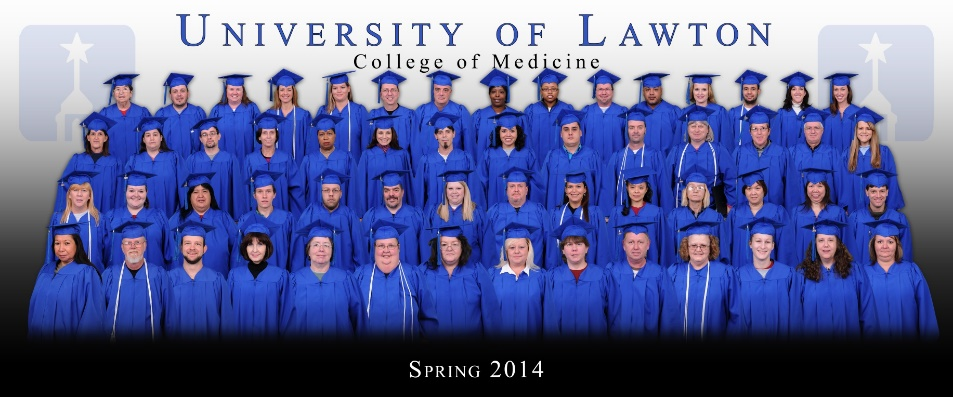 University of Lawton
College of Medicine
Spring 2014